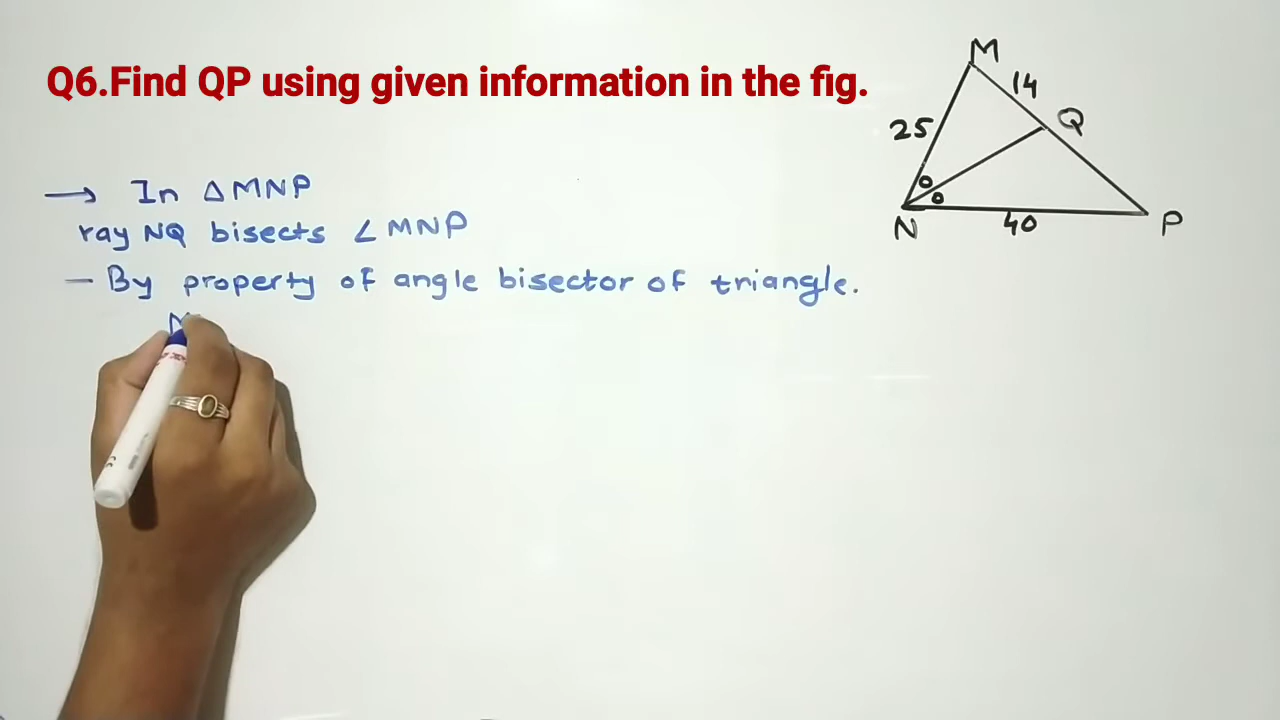 Q6.Find QP using given information in the fig.
M
14
Q
25
N
40
P
→ In △MNP
ray NQ bisects ∠MNP
— By property of angle bisector of triangle.